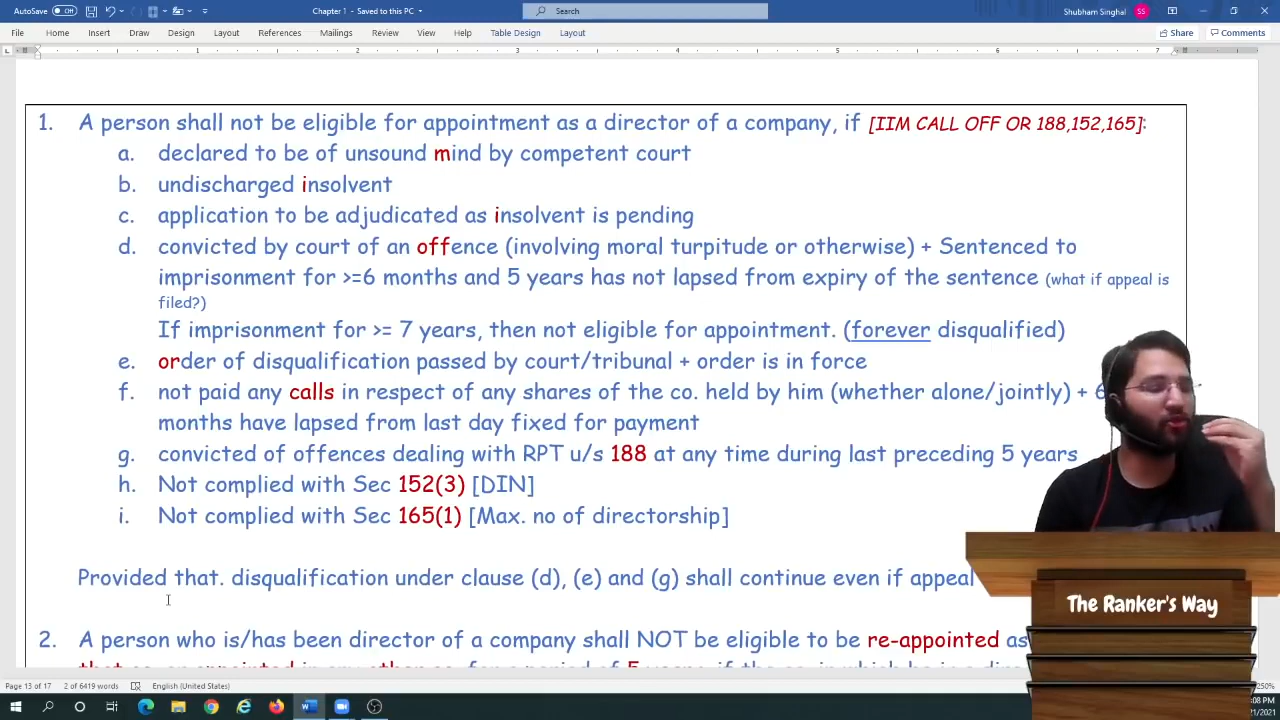 AutoSave Off
Chapter 1 - Saved to this PC
Search
Shubham Singhal SS
File Home Insert Draw Design Layout References Mailings Review View Help Table Design Layout Share Comments
1 2 3 4 5 6 7
1. A person shall not be eligible for appointment as a director of a company, if [IIM CALL OFF OR 188,152,165]:
a. declared to be of unsound mind by competent court
b. undischarged insolvent
c. application to be adjudicated as insolvent is pending
d. convicted by court of an offence (involving moral turpitude or otherwise) + Sentenced to
imprisonment for >=6 months and 5 years has not lapsed from expiry of the sentence (what if appeal is
filed?)
If imprisonment for >= 7 years, then not eligible for appointment. (forever disqualified)
e. order of disqualification passed by court/tribunal + order is in force
f. not paid any calls in respect of any shares of the co. held by him (whether alone/jointly) + 6
months have lapsed from last day fixed for payment
g. convicted of offences dealing with RPT u/s 188 at any time during last preceding 5 years
h. Not complied with Sec 152(3) [DIN]
i. Not complied with Sec 165(1) [Max. no of directorship]
Provided that. disqualification under clause (d), (e) and (g) shall continue even if appeal
The Ranker's Way
2. A person who is/has been director of a company shall NOT be eligible to be re-appointed as
Page 13 of 17 2 of 6419 words English (United States) 250%